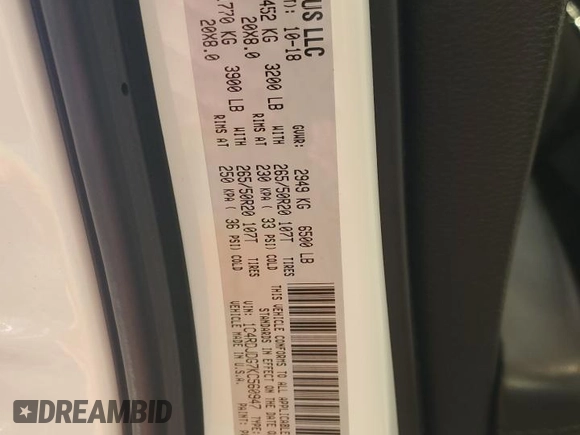 US LLC
): 10-18
GVWR: 2949 KG 6500 LB
452 KG 3200 LB WITH 265/50R20 107T TIRES
20X8.0 RIMS AT 230 KPA ( 33 PSI) COLD
.770 KG 3900 LB WITH 265/50R20 107T TIRES
20X8.0 RIMS AT 250 KPA ( 36 PSI) COLD
THIS VEHICLE CONFORMS TO ALL APPLICABLE
STANDARDS IN EFFECT ON THE DATE O
VIN: 1C4RDJDG7KC560947 TYPE:
VEHICLE MADE IN U.S.A. PAINT: P
DREAMBID